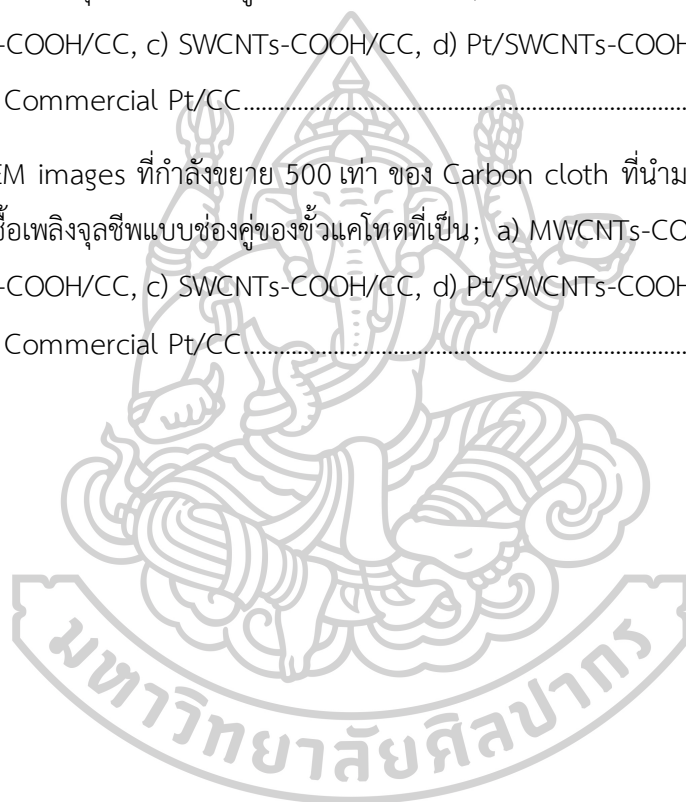 -COOH/CC, c) SWCNTs-COOH/CC, d) Pt/SWCNTs-COOH
Commercial Pt/CC
EM images ที่กำลังขยาย 500 เท่า ของ Carbon cloth ที่นำม
ชื้อเพลิงจุลชีพแบบช่องคู่ของขั้วแคโทดที่เป็น; a) MWCNTs-CO
-COOH/CC, c) SWCNTs-COOH/CC, d) Pt/SWCNTs-COOH
Commercial Pt/CC
มหาวิทยาลัยศิลปากร